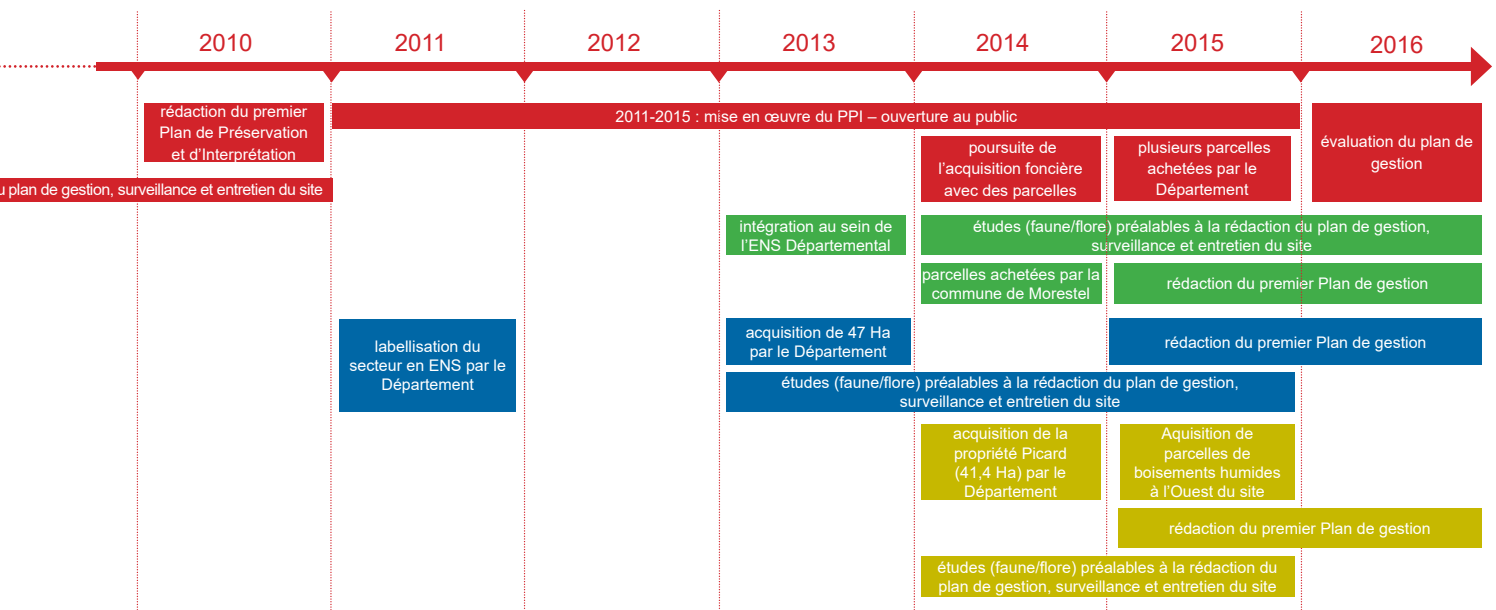 2010
2011
2012
2013
2014
2015
2016
rédaction du premier
Plan de Préservation
et d'Interprétation
2011-2015 : mise en œuvre du PPI – ouverture au public
poursuite de
l'acquisition foncière
avec des parcelles
plusieurs parcelles
achetées par le
Département
évaluation du plan de
gestion
u plan de gestion, surveillance et entretien du site
intégration au sein de
l'ENS Départemental
études (faune/flore) préalables à la rédaction du plan de gestion,
surveillance et entretien du site
parcelles achetées par la
commune de Morestel
rédaction du premier Plan de gestion
labellisation du
secteur en ENS par le
Département
acquisition de 47 Ha
par le Département
rédaction du premier Plan de gestion
études (faune/flore) préalables à la rédaction du plan de gestion,
surveillance et entretien du site
acquisition de la
propriété Picard
(41,4 Ha) par le
Département
Aquisition de
parcelles de
boisements humides
à l'Ouest du site
rédaction du premier Plan de gestion
études (faune/flore) préalables à la rédaction du
plan de gestion, surveillance et entretien du site